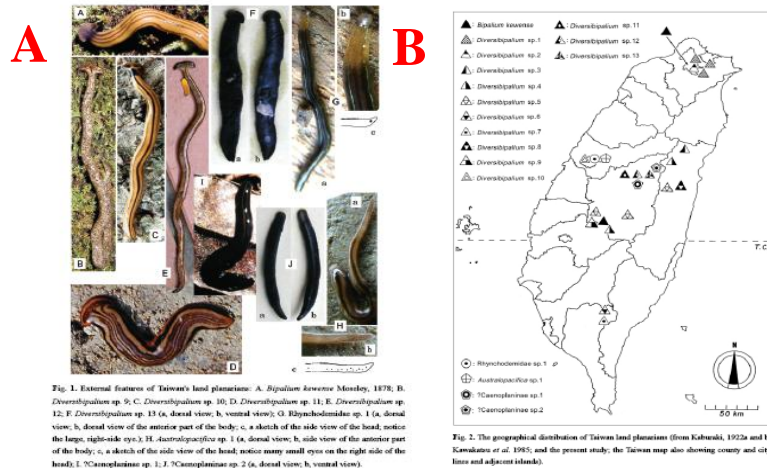 A
B
A
B
C
E
D
F
a
b
G
a
b
c
I
J
a
b
H
a
b
c
Fig. 1. External features of Taiwan's land planarians: A. Bipalium kewense Moseley, 1878; B.
Diversibipalium sp. 9; C. Diversibipalium sp. 10; D. Diversibipalium sp. 11; E. Diversibipalium sp.
12; F. Diversibipalium sp. 13 (a, dorsal view; b, ventral view); G. Rhynchodemidae sp. 1 (a, dorsal
view; b, dorsal view of the anterior part of the body; c, a sketch of the side view of the head; notice
the large, right-side eye.); H. Australopacifica sp. 1 (a, dorsal view; b, side view of the anterior part
of the body; c, a sketch of the side view of the head; notice many small eyes on the right side of the
head); I. ?Caenoplaninae sp. 1; J. ?Caenoplaninae sp. 2 (a, dorsal view; b, ventral view).
: Bipalium kewense
: Diversibipalium sp.1
: Diversibipalium sp.2
: Diversibipalium sp.3
: Diversibipalium sp.4
: Diversibipalium sp.5
: Diversibipalium sp.6
: Diversibipalium sp.7
: Diversibipalium sp.8
: Diversibipalium sp.9
: Diversibipalium sp.10
: Diversibipalium sp.11
: Diversibipalium sp.12
: Diversibipalium sp.13
T.C
: Rhynchodemidae sp.1
: Australopacifica sp.1
: ?Caenoplaninae sp.1
: ?Caenoplaninae sp.2
N
50 km
Fig. 2. The geographical distribution of Taiwan land planarians (from Kaburaki, 1922a and b
Kawakatsu et al. 1985; and the present study; the Taiwan map also showing county and cit
lines and adjacent islands).